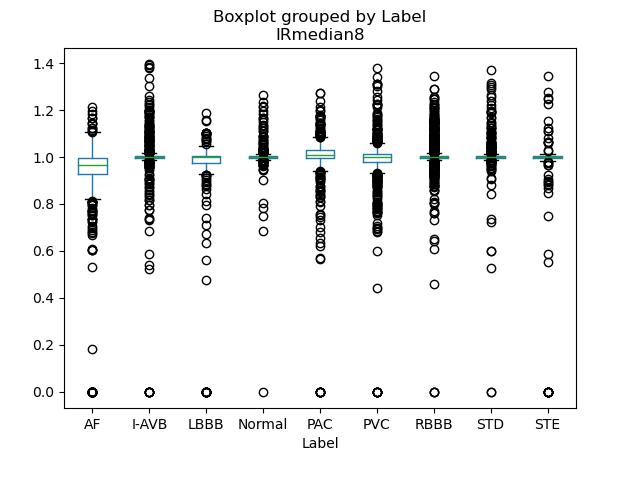 Boxplot grouped by Label
IRmedian8
1.4
1.2
1.0
0.8
0.6
0.4
0.2
0.0
AF I-AVB LBBB Normal PAC PVC RBBB STD STE
Label